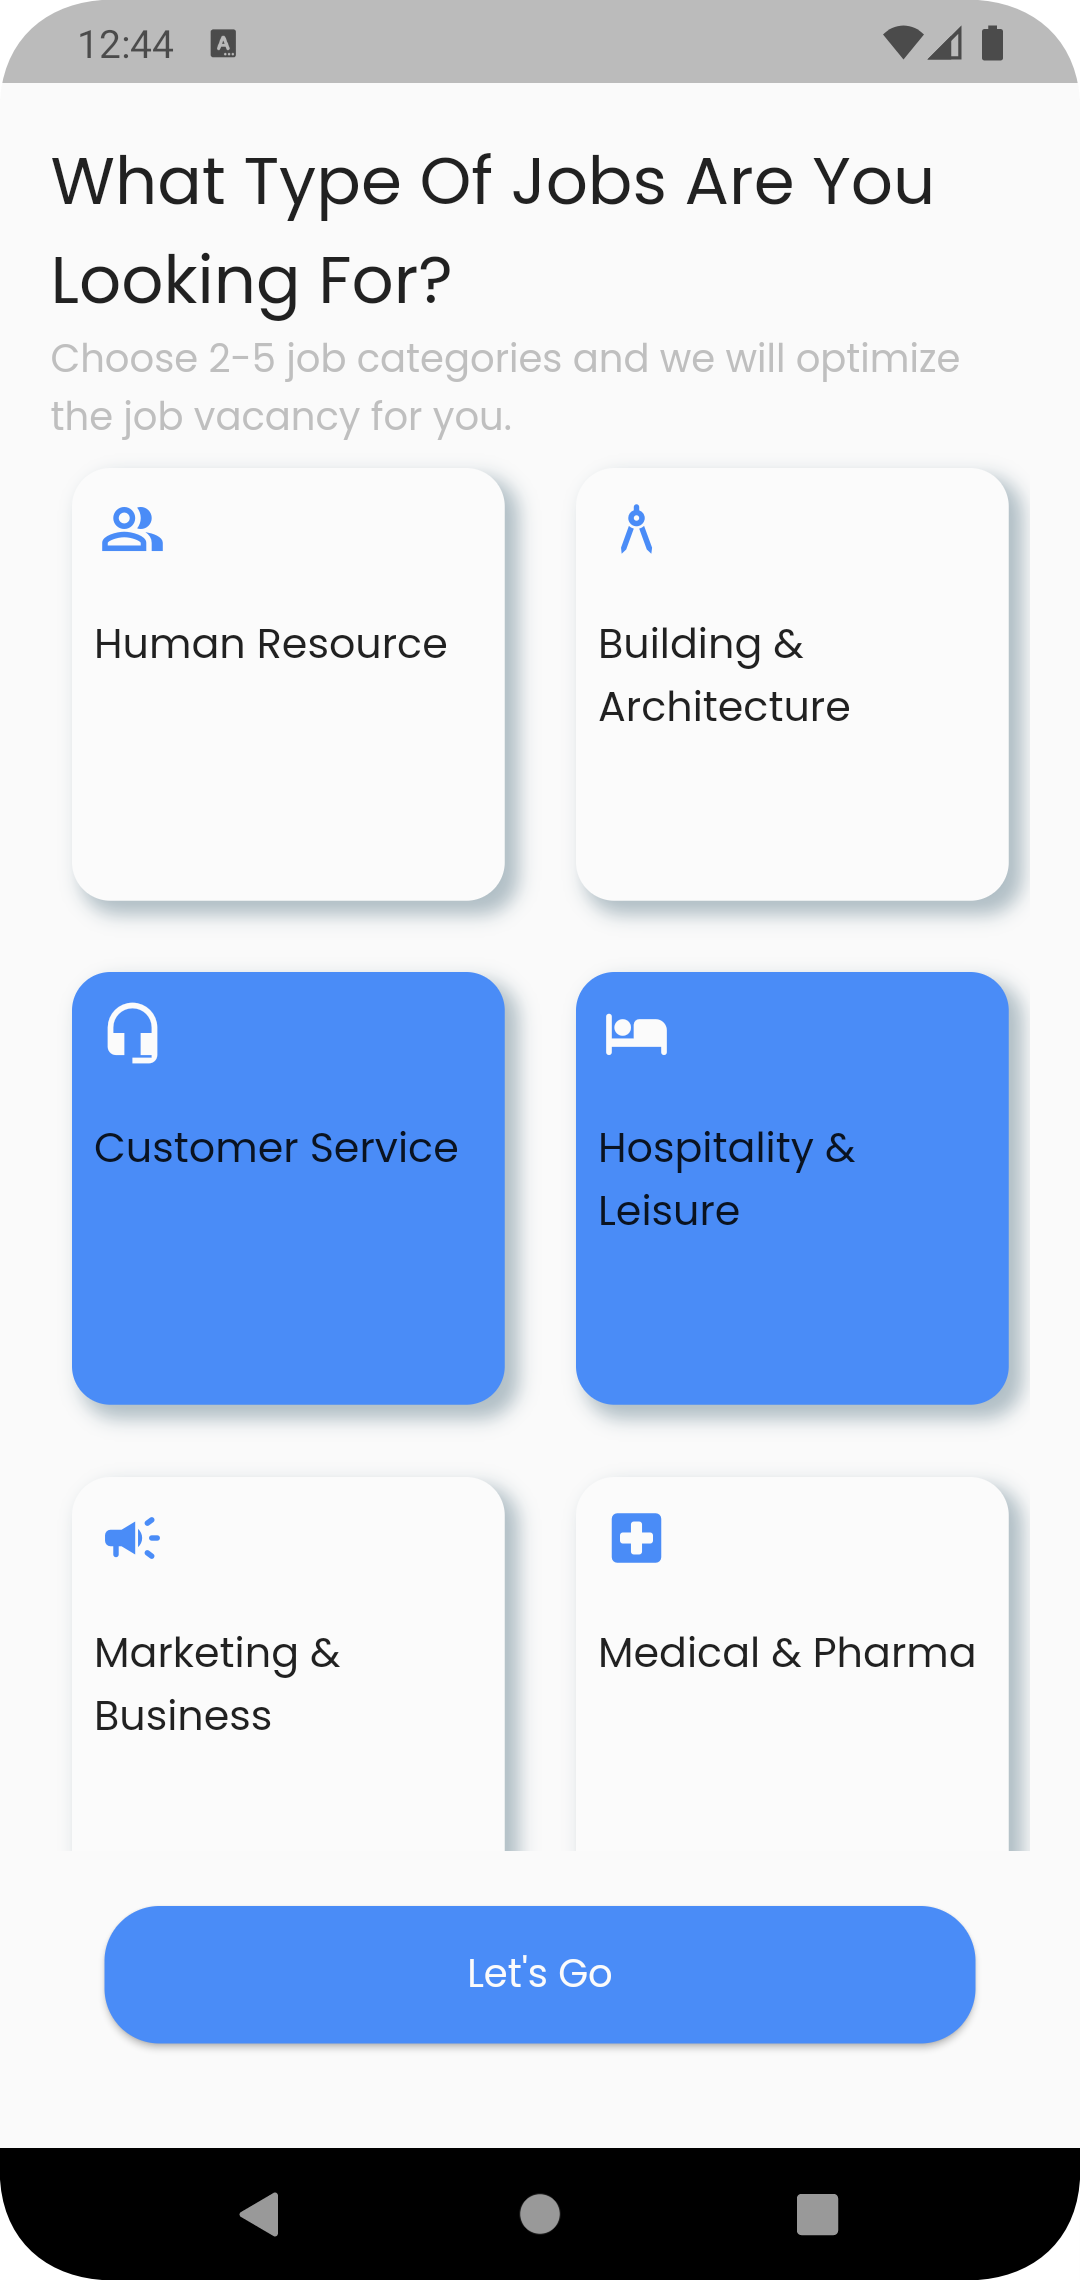 12:44
What Type Of Jobs Are You
Looking For?
Choose 2-5 job categories and we will optimize
the job vacancy for you.
Human Resource
Building &
Architecture
Customer Service
Hospitality &
Leisure
Marketing &
Business
Medical & Pharma
Let's Go